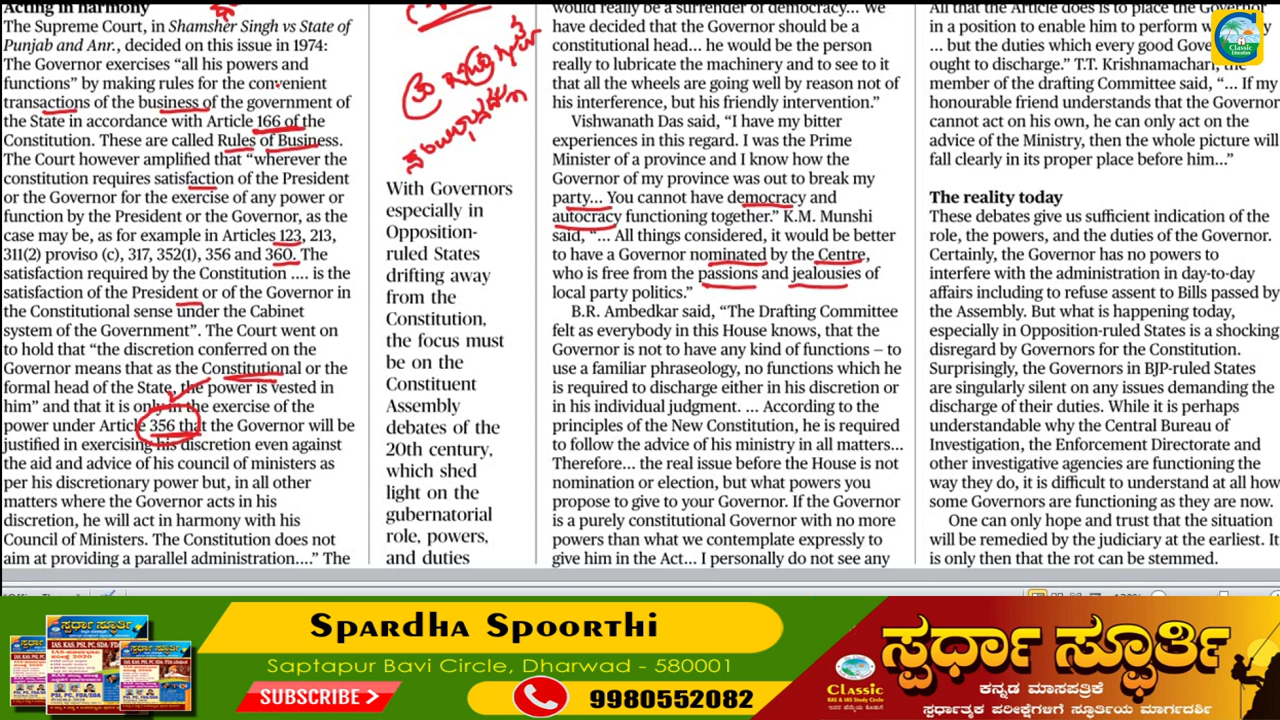 Acting in harmony
The Supreme Court, in Shamsher Singh vs State of
Punjab and Anr., decided on this issue in 1974:
The Governor exercises “all his powers and
functions” by making rules for the convenient
transactions of the business of the government of
the State in accordance with Article 166 of the
Constitution. These are called Rules of Business.
The Court however amplified that “wherever the
constitution requires satisfaction of the President
or the Governor for the exercise of any power or
function by the President or the Governor, as the
case may be, as for example in Articles 123, 213,
311(2) proviso (c), 317, 352(1), 356 and 360. The
satisfaction required by the Constitution .... is the
satisfaction of the President or of the Governor in
the Constitutional sense under the Cabinet
system of the Government”. The Court went on
to hold that “the discretion conferred on the
Governor means that as the Constitutional or the
formal head of the State, the power is vested in
him” and that it is only in the exercise of the
power under Article 356 that the Governor will be
justified in exercising his discretion even against
the aid and advice of his council of ministers as
per his discretionary power but, in all other
matters where the Governor acts in his
discretion, he will act in harmony with his
Council of Ministers. The Constitution does not
aim at providing a parallel administration....” The
With Governors
especially in
Opposition-
ruled States
drifting away
from the
Constitution,
the focus must
be on the
Constituent
Assembly
debates of the
20th century,
which shed
light on the
gubernatorial
role, powers,
and duties
would really be a surrender of democracy... We
have decided that the Governor should be a
constitutional head... he would be the person
really to lubricate the machinery and to see to it
that all the wheels are going well by reason not of
his interference, but his friendly intervention.”
Vishwanath Das said, “I have my bitter
experiences in this regard. I was the Prime
Minister of a province and I know how the
Governor of my province was out to break my
party... You cannot have democracy and
autocracy functioning together.” K.M. Munshi
said, “... All things considered, it would be better
to have a Governor nominated by the Centre,
who is free from the passions and jealousies of
local party politics.”
B.R. Ambedkar said, “The Drafting Committee
felt as everybody in this House knows, that the
Governor is not to have any kind of functions — to
use a familiar phraseology, no functions which he
is required to discharge either in his discretion or
in his individual judgment. ... According to the
principles of the New Constitution, he is required
to follow the advice of his ministry in all matters...
Therefore... the real issue before the House is not
nomination or election, but what powers you
propose to give to your Governor. If the Governor
is a purely constitutional Governor with no more
powers than what we contemplate expressly to
give him in the Act... I personally do not see any
All that the Article does is to place the Governor
in a position to enable him to perform
... but the duties which every good
ought to discharge.” T.T. Krishnamachari, the
member of the drafting Committee said, “... If my
honourable friend understands that the Governor
cannot act on his own, he can only act on the
advice of the Ministry, then the whole picture will
fall clearly in its proper place before him...”
The reality today
These debates give us sufficient indication of the
role, the powers, and the duties of the Governor.
Certainly, the Governor has no powers to
interfere with the administration in day-to-day
affairs including to refuse assent to Bills passed by
the Assembly. But what is happening today,
especially in Opposition-ruled States is a shocking
disregard by Governors for the Constitution.
Surprisingly, the Governors in BJP-ruled States
are singularly silent on any issues demanding the
discharge of their duties. While it is perhaps
understandable why the Central Bureau of
Investigation, the Enforcement Directorate and
other investigative agencies are functioning the
way they do, it is difficult to understand at all how
some Governors are functioning as they are now.
One can only hope and trust that the situation
will be remedied by the judiciary at the earliest. It
is only then that the rot can be stemmed.
Classic
Education
Spardha Spoorthi
Saptapur Bavi Circle, Dharwad - 580001
SUBSCRIBE >
9980552082
ಸ್ಪರ್ಧಾ ಸ್ಪೂರ್ತಿ
Classic
KAS & IAS Study Circle
ಸ್ಪರ್ಧಾ ಸ್ಪೂರ್ತಿ
ಕನ್ನಡ ಮಾಸಪತ್ರಿಕೆ
ಸ್ಪರ್ಧಾತ್ಮಕ ಪರೀಕ್ಷೆಗಳಿಗೆ ಸ್ಫೂರ್ತಿಯ ಮಾರ್ಗದರ್ಶಿ